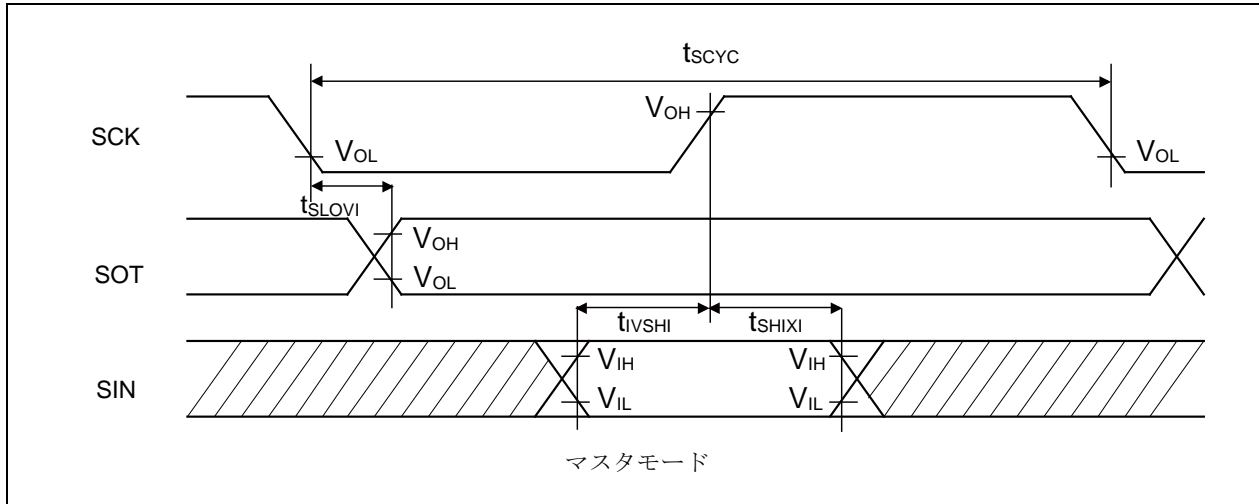 tSCYC
SCK
VOH
VOL
VOL
tSLOVI
SOT
VOH
VOL
tIVSHI
tSHIXI
SIN
VIH
VIH
VIL
VIL
マスタモード